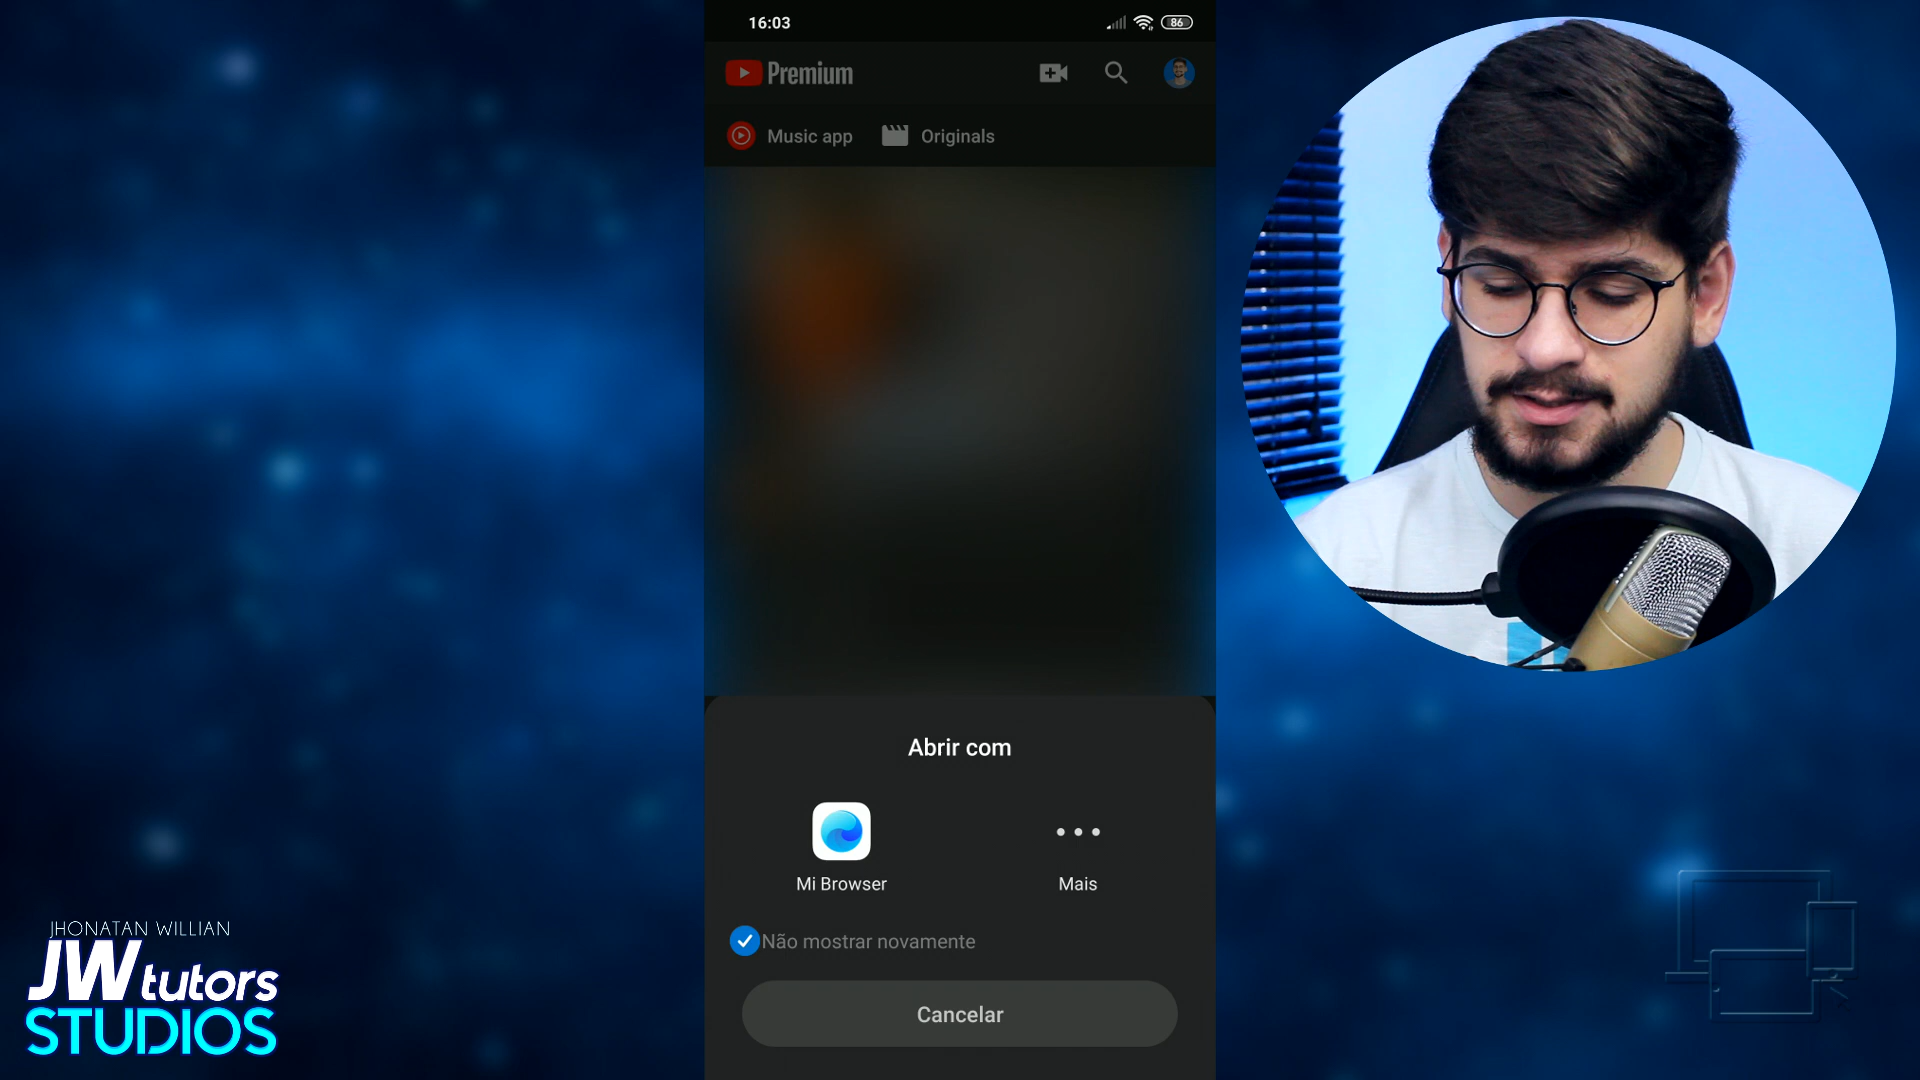 16:03
86
Premium
Music app
Originals
Abrir com
Mi Browser
Mais
Não mostrar novamente
Cancelar
JHONATAN WILLIAN
JW tutors
STUDIOS